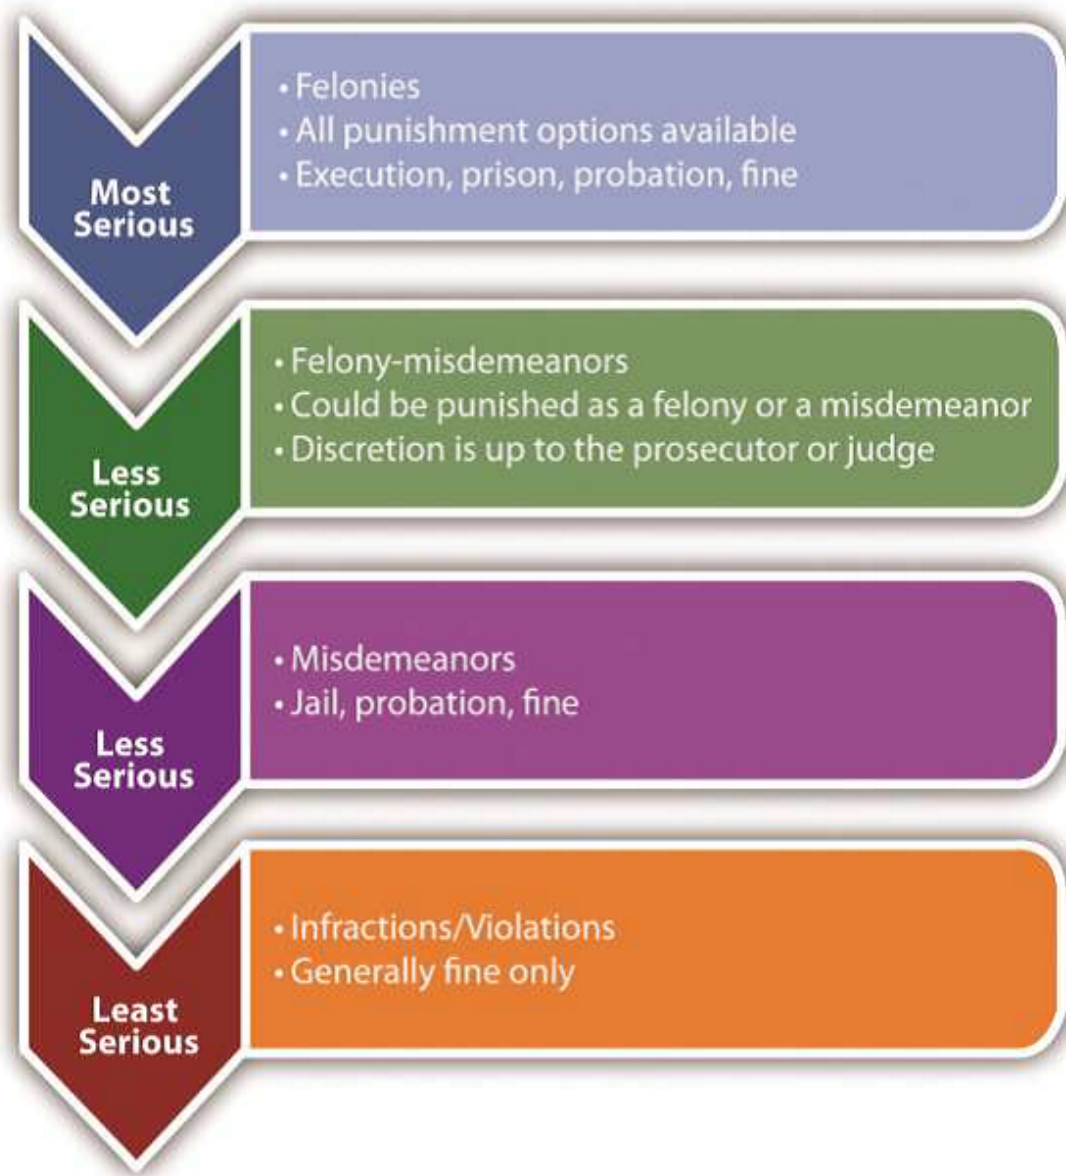 Most
Serious
• Felonies
• All punishment options available
• Execution, prison, probation, fine
Less
Serious
• Felony-misdemeanors
• Could be punished as a felony or a misdemeanor
• Discretion is up to the prosecutor or judge
Less
Serious
• Misdemeanors
• Jail, probation, fine
Least
Serious
• Infractions/Violations
• Generally fine only